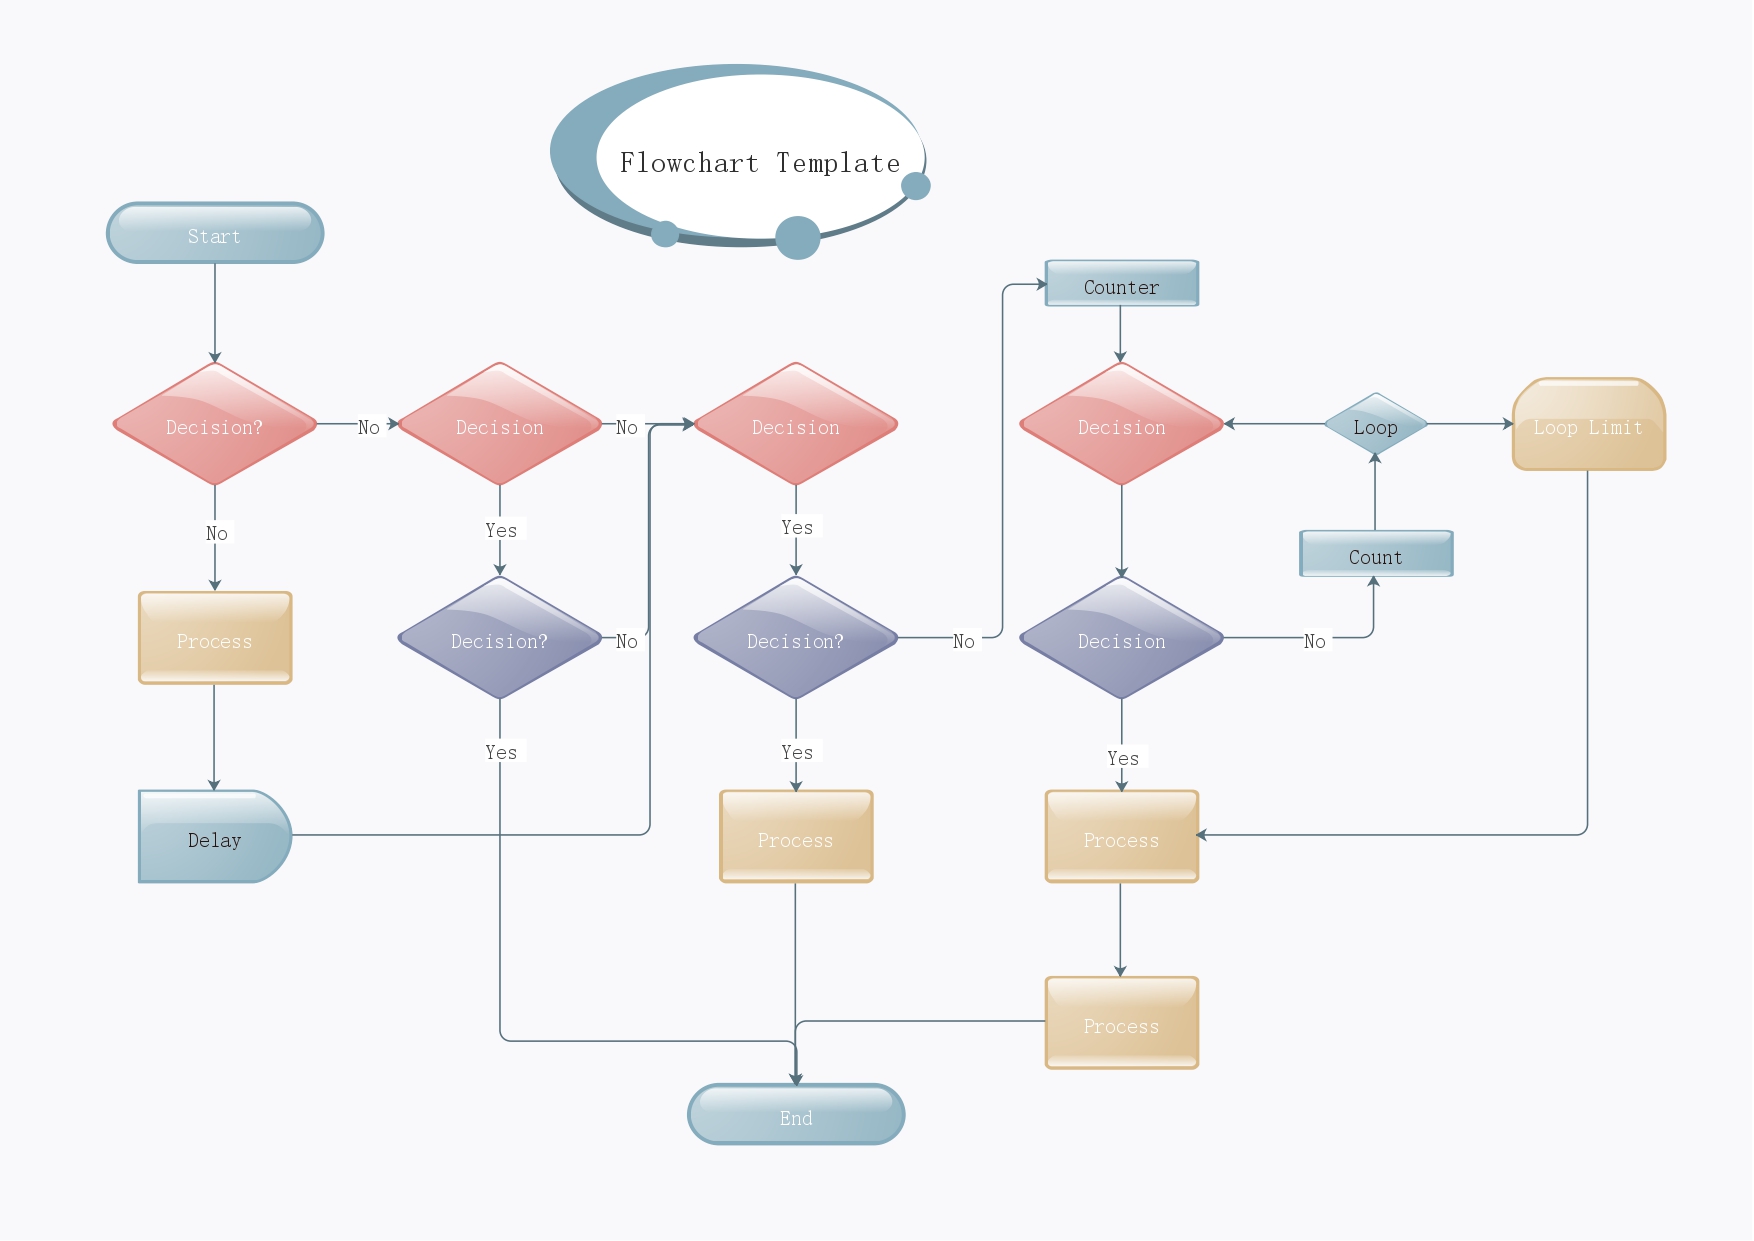 Flowchart Template
Start
Counter
Decision?
No
Decision
No
Decision
Decision
Loop
Loop Limit
No
Yes
Yes
Count
Process
Decision?
No
Decision?
No
Decision
No
Yes
Yes
Yes
Delay
Process
Process
Process
End